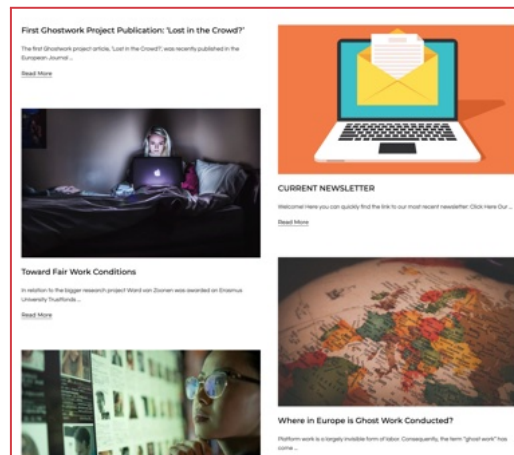 First Ghostwork Project Publication: ‘Lost in the Crowd?’
The first Ghostwork project article, ‘Lost in the Crowd?’, was recently published in the
European Journal ...
Read More
Toward Fair Work Conditions
In relation to the bigger research project Ward van Zoonen was awarded an Erasmus
University Trustfonds ...
Read More
CURRENT NEWSLETTER
Welcome! Here you can quickly find the link to our most recent newsletter: Click Here Our ...
Read More
Where in Europe is Ghost Work Conducted?
Platform work is a largely invisible form of labor. Consequently, the term “ghost work” has
come ...